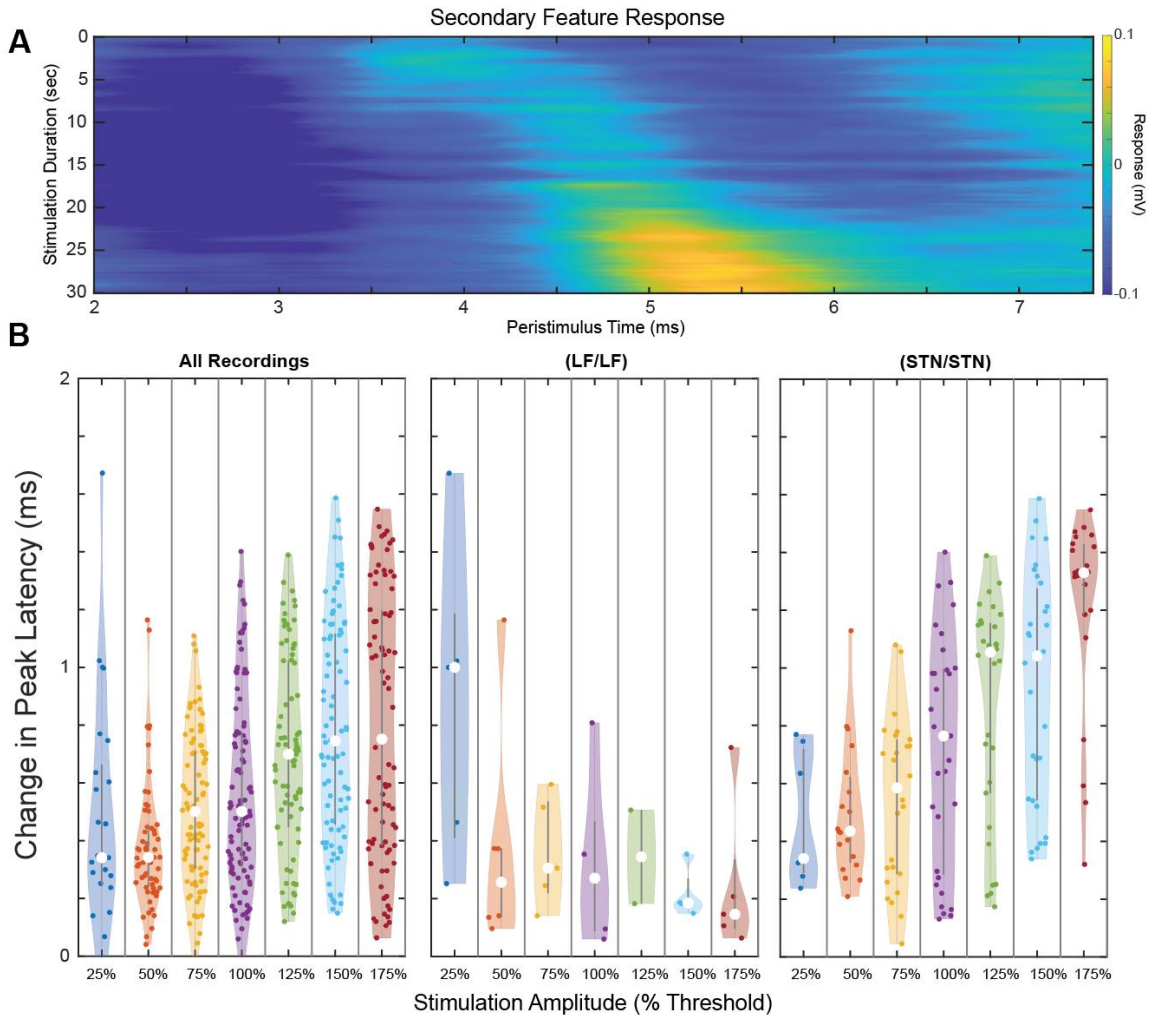 Secondary Feature Response
A
Stimulation Duration (sec)
0
5
10
15
20
25
30
2 3 4 5 6 7
Peristimulus Time (ms)
0.1
0
-0.1
Response (mV)
B
All Recordings
(LF/LF)
(STN/STN)
Change in Peak Latency (ms)
2
1
0
25% 50% 75% 100% 125% 150% 175% 25% 50% 75% 100% 125% 150% 175% 25% 50% 75% 100% 125% 150% 175%
Stimulation Amplitude (% Threshold)